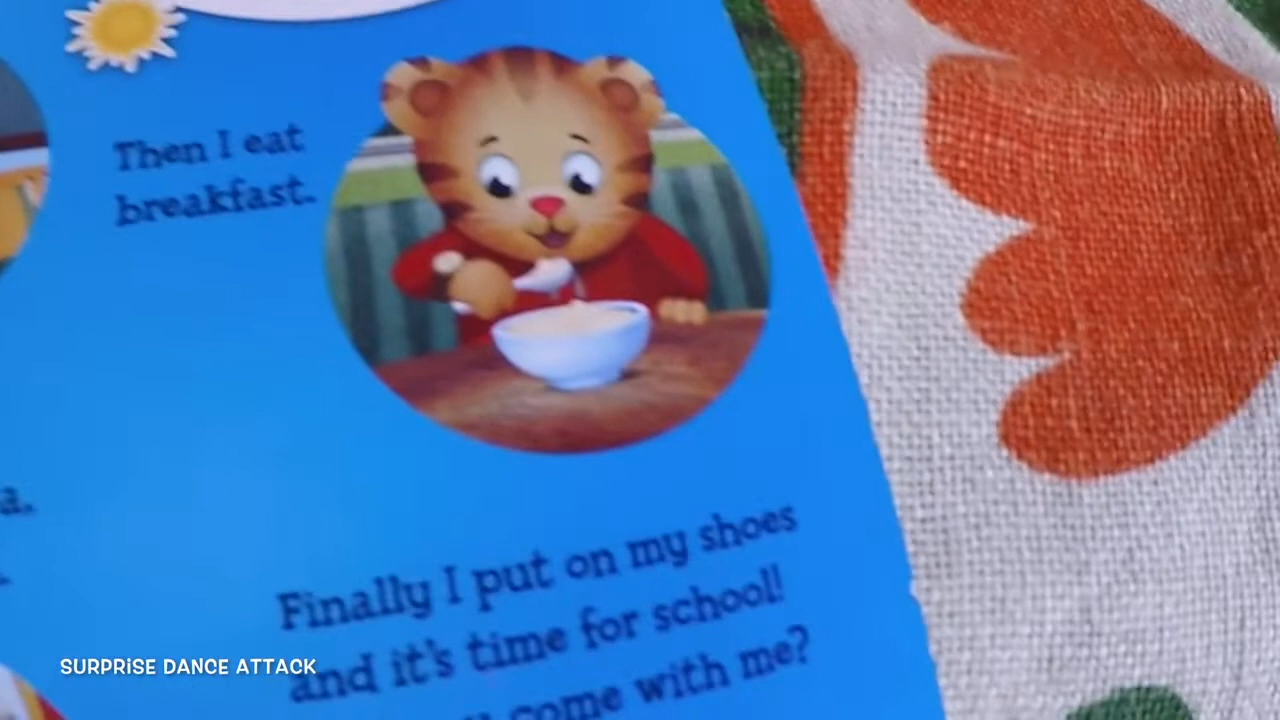 Then I eat
breakfast.
a.
Finally I put on my shoes
and it's time for school!
come with me?
SURPRISE DANCE ATTACK